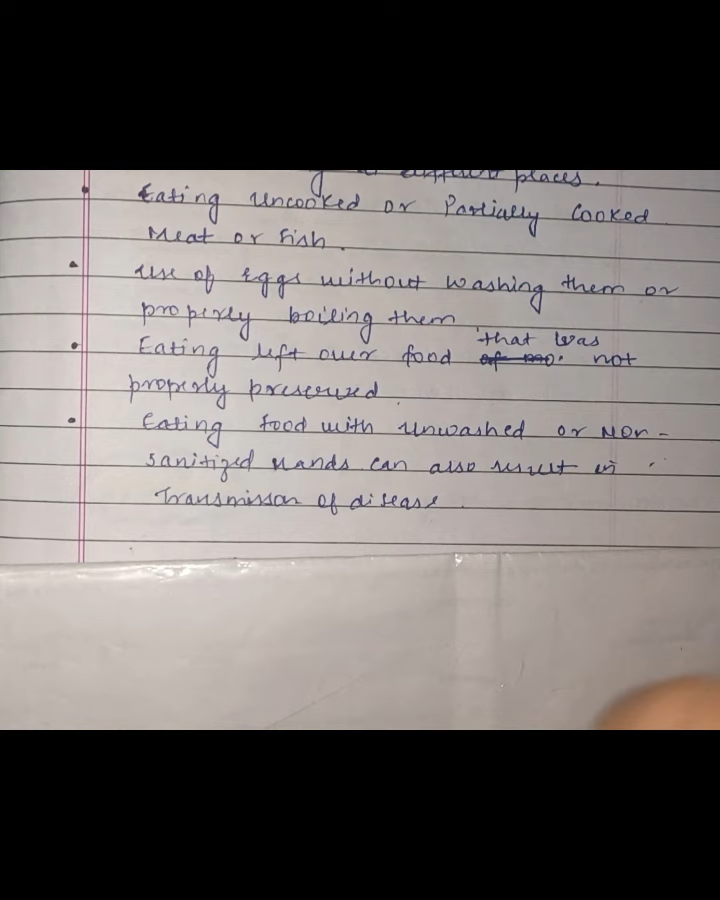 places.
Eating uncooked or Partially Cooked
Meat or Fish.
use of eggs without washing them or
properly boiling them
that was
Eating left over food not
properly preserved.
Eating food with unwashed or Non-
sanitized Hands can also result in
Transmisson of disease.